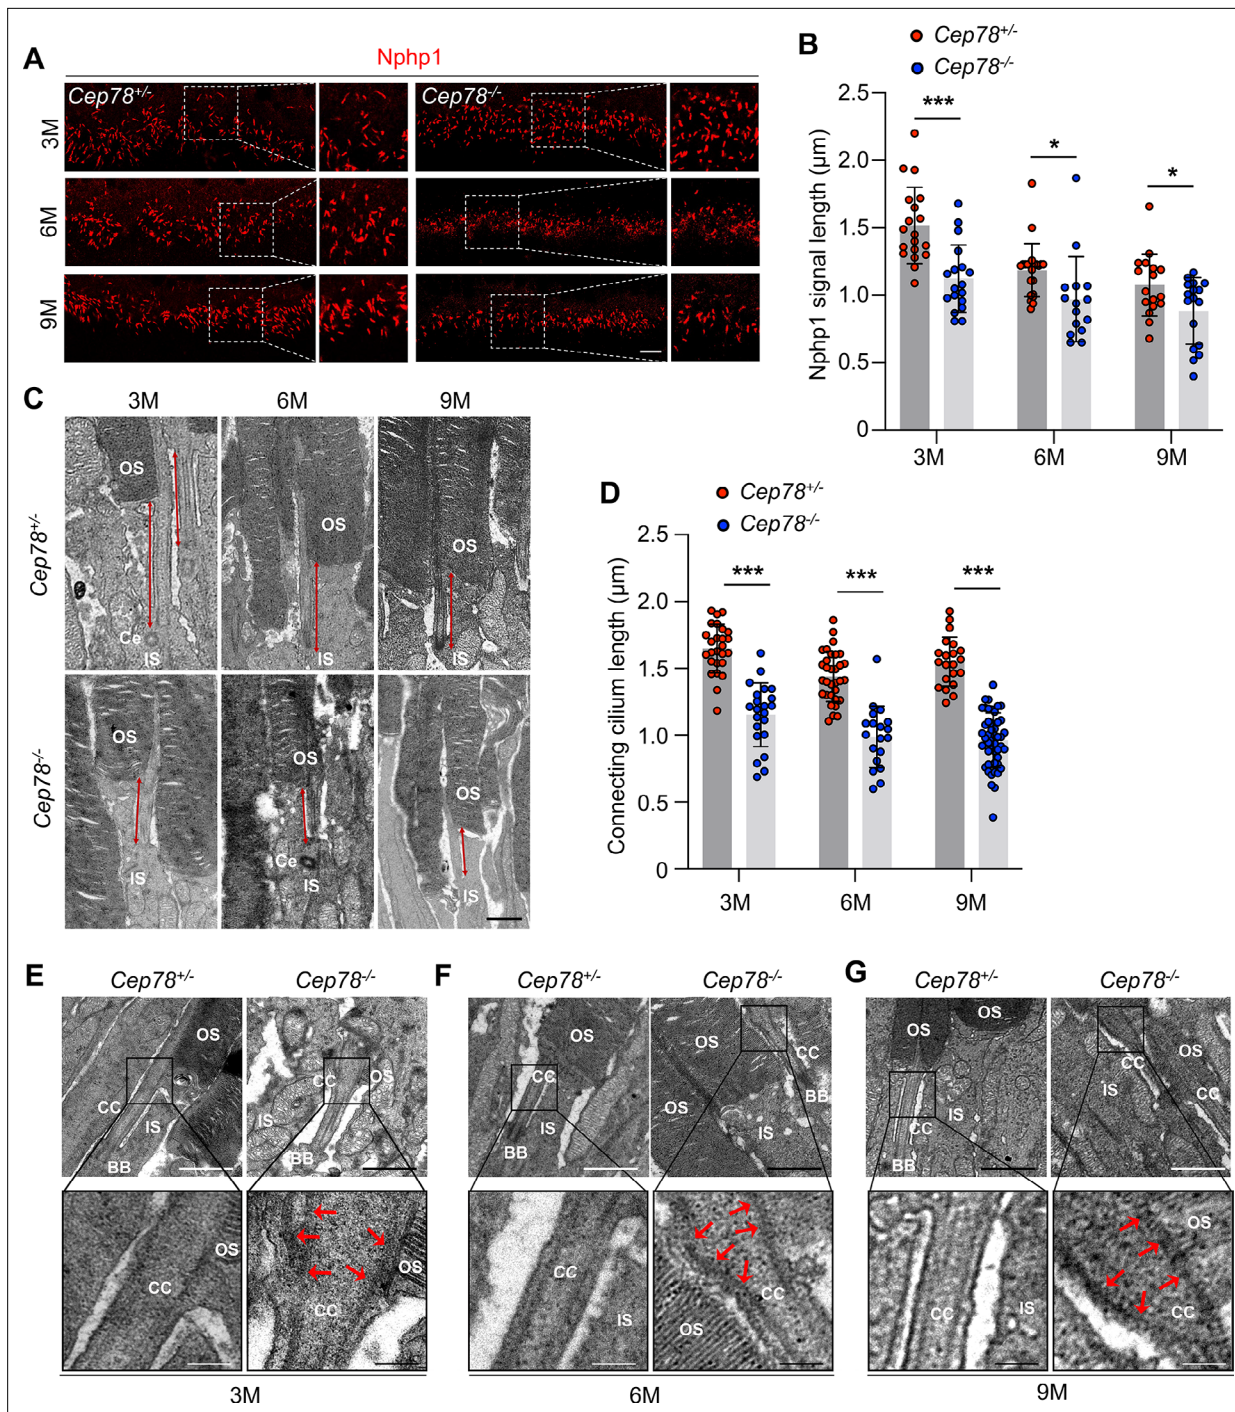 A
Nphp1
3M
Cep78+/-
Cep78-/-
6M
9M
B
Cep78+/-
Cep78-/-
Nphp1 signal length (µm)
2.5
2.0
1.5
1.0
0.5
0
***
*
*
3M
6M
9M
C
3M
6M
9M
Cep78+/-
OS
Ce
IS
OS
IS
OS
IS
Cep78-/-
OS
IS
OS
Ce
IS
OS
IS
D
Cep78+/-
Cep78-/-
Connecting cilium length (µm)
2.5
2.0
1.5
1.0
0.5
0
***
***
***
3M
6M
9M
E
Cep78+/-
Cep78-/-
OS
CC
IS
BB
CC
OS
IS
BB
OS
CC
OS
CC
3M
F
Cep78+/-
Cep78-/-
OS
CC
IS
BB
CC
BB
OS
IS
CC
IS
CC
OS
6M
G
Cep78+/-
Cep78-/-
OS
OS
IS
CC
BB
OS
CC
IS
CC
CC
IS
OS
CC
9M